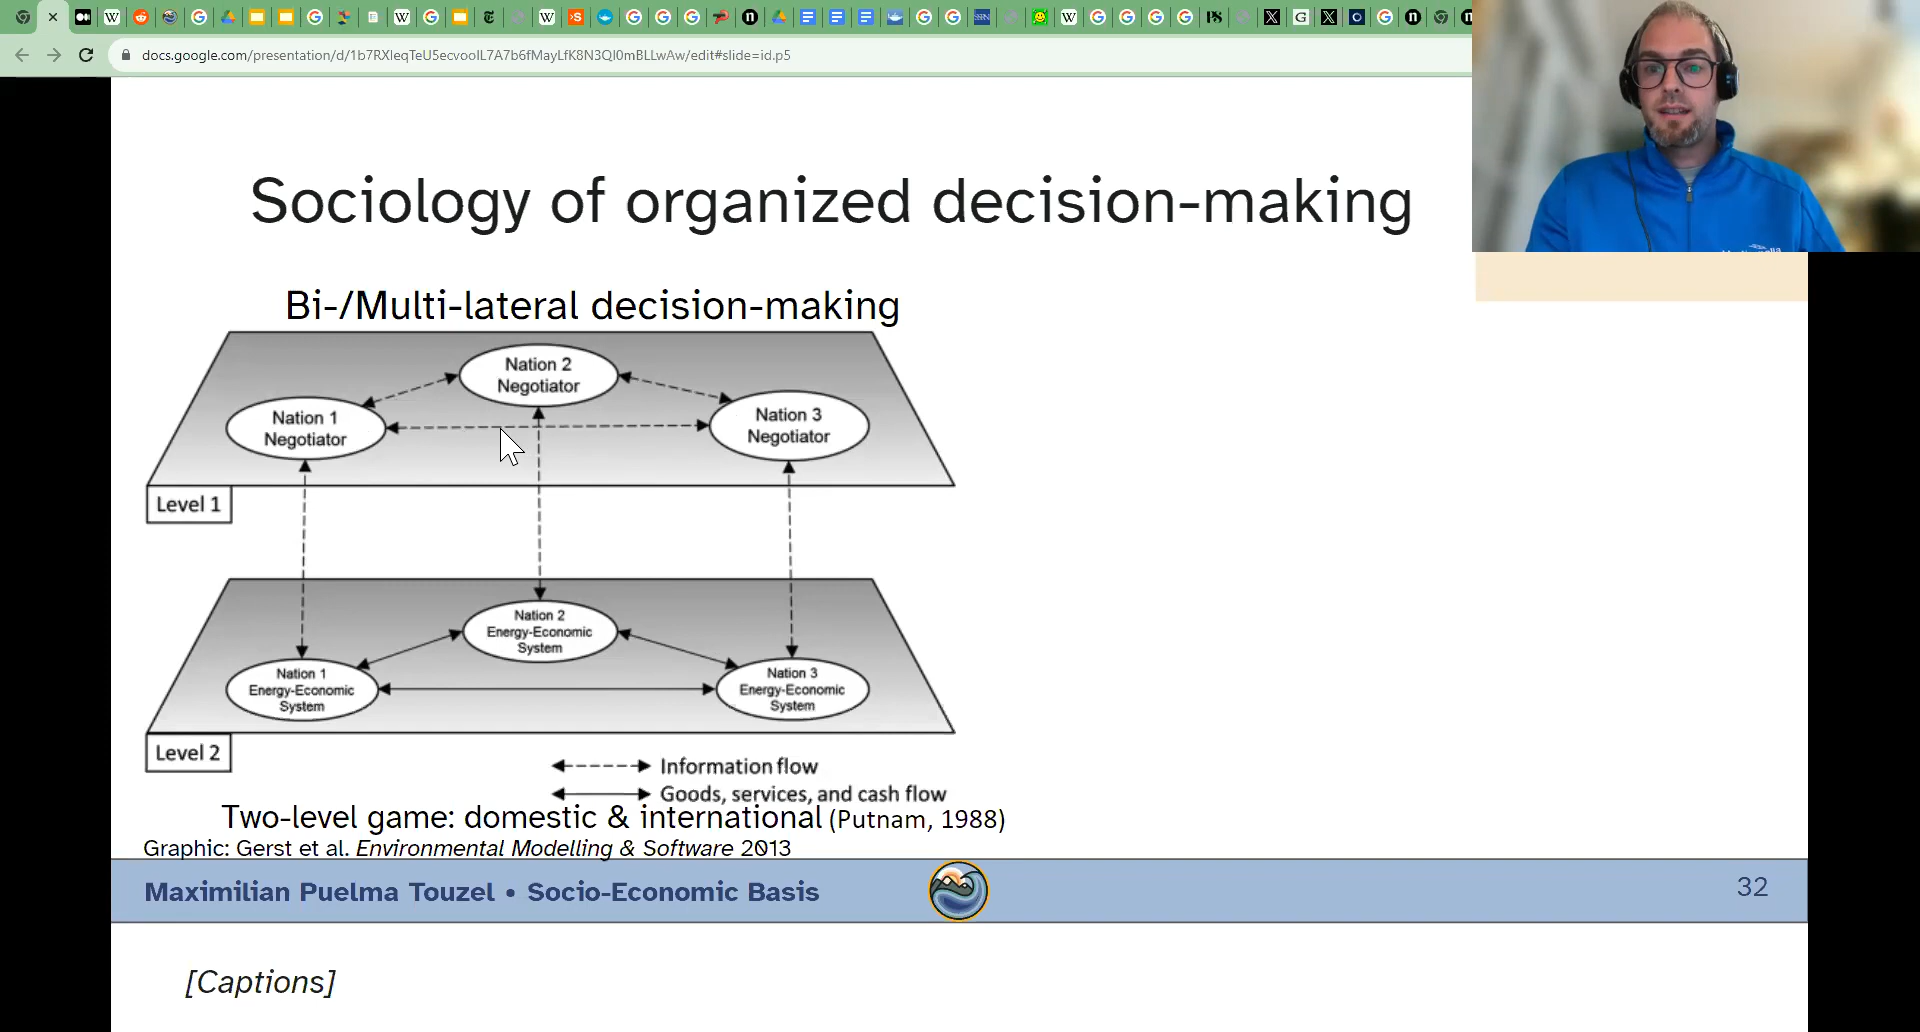 docs.google.com/presentation/d/1b7RXleqTeU5ecvooIL7A7b6fMayLfK8N3Ql0mBLLwAw/edit#slide=id.p5
Sociology of organized decision-making
Bi-/Multi-lateral decision-making
Nation 2
Negotiator
Nation 1
Negotiator
Nation 3
Negotiator
Level 1
Nation 2
Energy-Economic
System
Nation 1
Energy-Economic
System
Nation 3
Energy-Economic
System
Level 2
Information flow
Goods, services, and cash flow
Two-level game: domestic & international (Putnam, 1988)
Graphic: Gerst et al. Environmental Modelling & Software 2013
Maximilian Puelma Touzel • Socio-Economic Basis
32
[Captions]